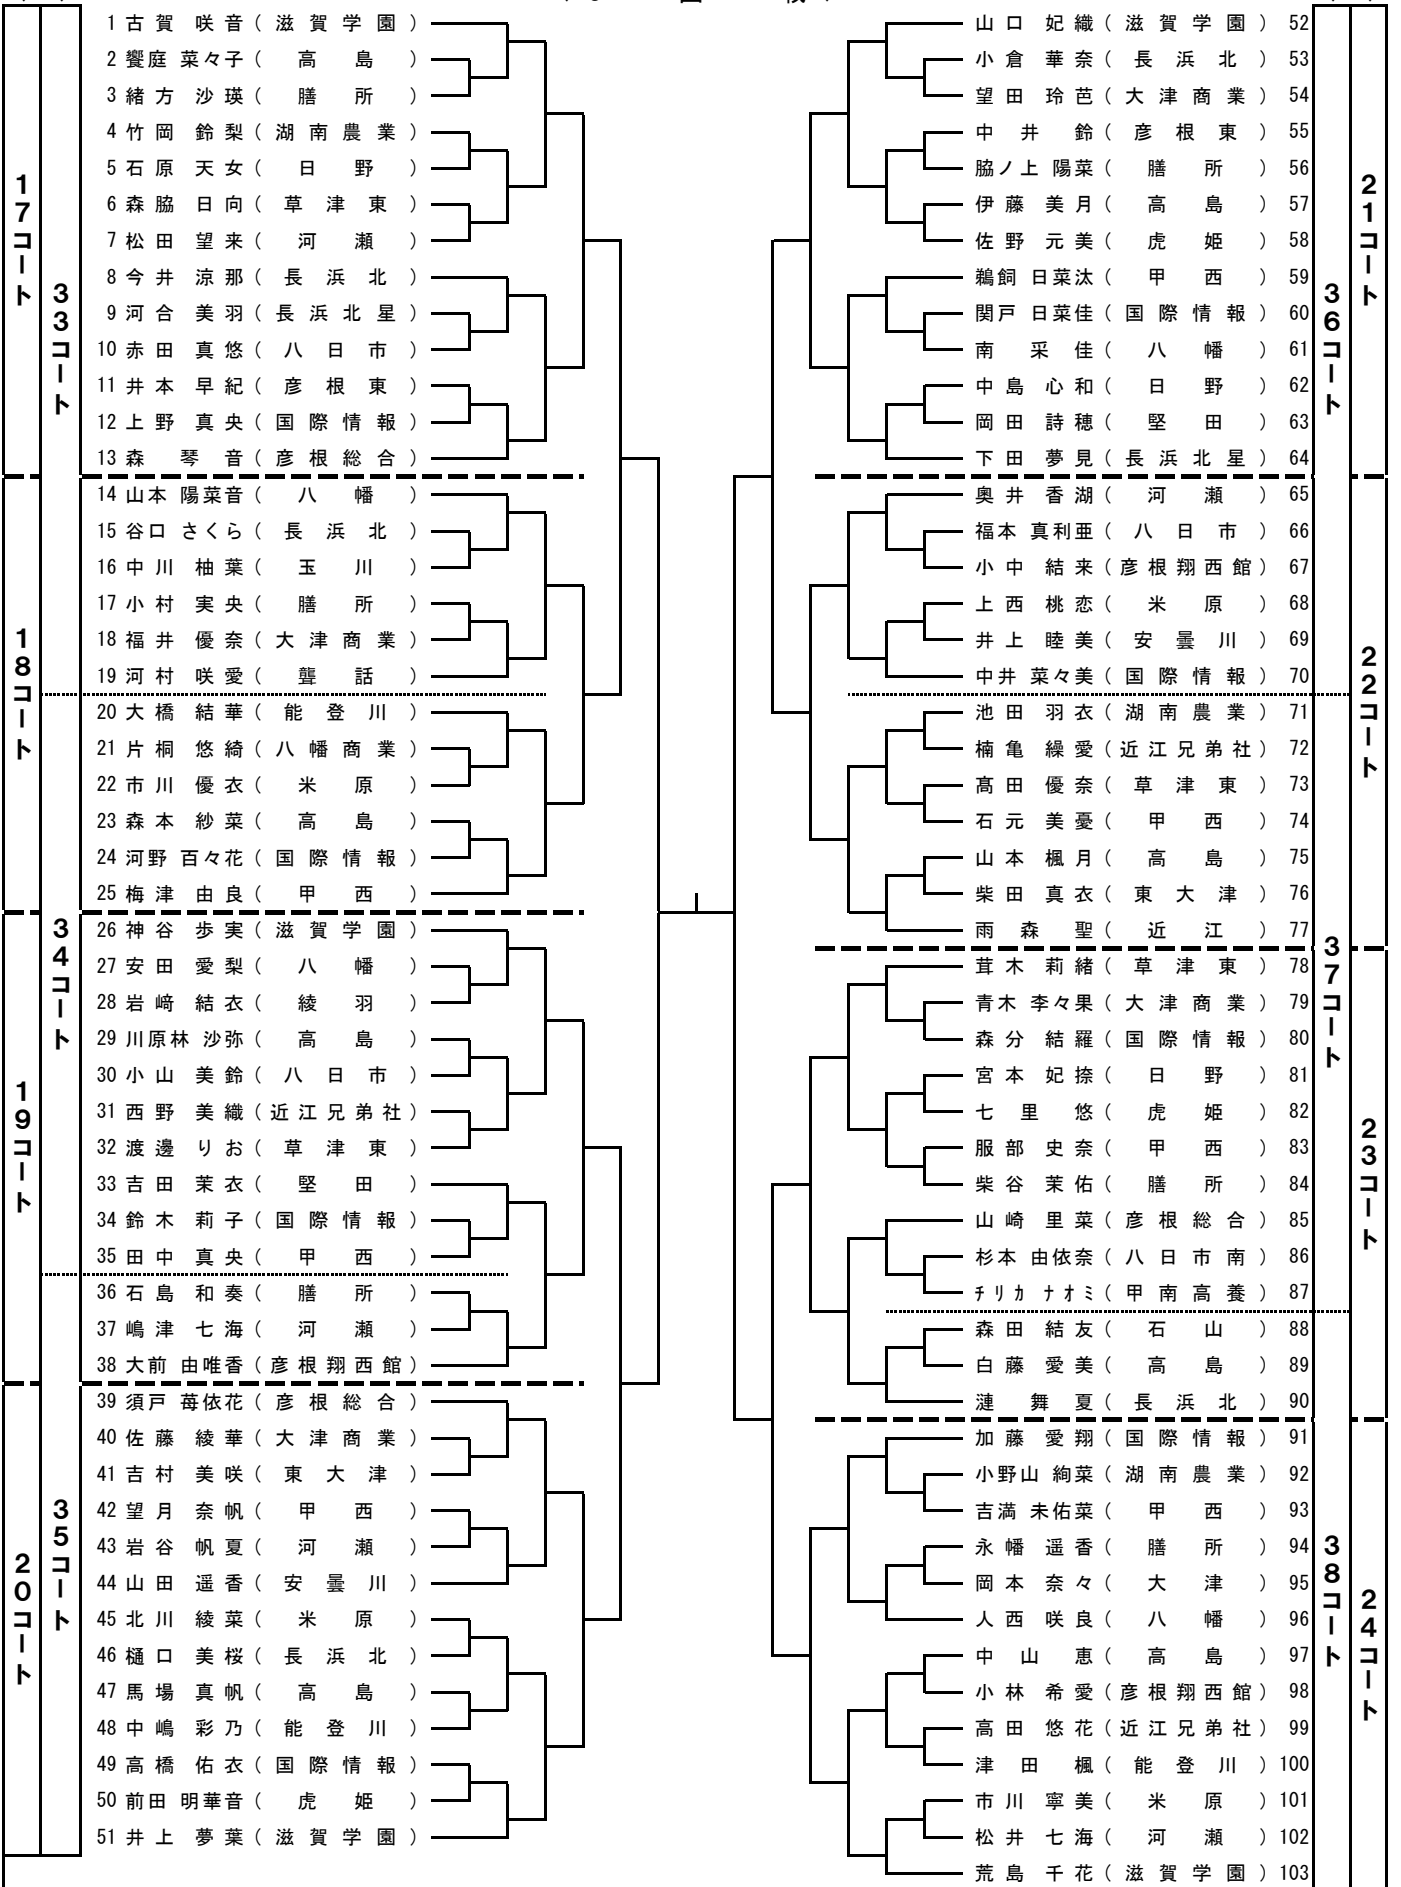 1 古賀 咲音（滋賀学園）
2 饗庭 菜々子（高島）
3 緒方 沙瑛（膳所）
4 竹岡 鈴梨（湖南農業）
5 石原 天女（日野）
6 森脇 日向（草津東）
7 松田 望来（河瀬）
8 今井 涼那（長浜北）
9 河合 美羽（長浜北星）
10 赤田 真悠（八日市）
11 井本 早紀（彦根東）
12 上野 真央（国際情報）
13 森 琴音（彦根総合）
14 山本 陽菜音（八幡）
15 谷口 さくら（長浜北）
16 中川 柚葉（玉川）
17 小村 実央（膳所）
18 福井 優奈（大津商業）
19 河村 咲愛（聾話）
20 大橋 結華（能登川）
21 片桐 悠綺（八幡商業）
22 市川 優衣（米原）
23 森本 紗菜（高島）
24 河野 百々花（国際情報）
25 梅津 由良（甲西）
26 神谷 歩実（滋賀学園）
27 安田 愛梨（八幡）
28 岩﨑 結衣（綾羽）
29 川原林 沙弥（高島）
30 小山 美鈴（八日市）
31 西野 美織（近江兄弟社）
32 渡邊 りお（草津東）
33 吉田 茉衣（堅田）
34 鈴木 莉子（国際情報）
35 田中 真央（甲西）
36 石島 和奏（膳所）
37 嶋津 七海（河瀬）
38 大前 由唯香（彦根翔西館）
39 須戸 苺依花（彦根総合）
40 佐藤 綾華（大津商業）
41 吉村 美咲（東大津）
42 望月 奈帆（甲西）
43 岩谷 帆夏（河瀬）
44 山田 遥香（安曇川）
45 北川 綾菜（米原）
46 樋口 美桜（長浜北）
47 馬場 真帆（高島）
48 中嶋 彩乃（能登川）
49 高橋 佑衣（国際情報）
50 前田 明華音（虎姫）
51 井上 夢葉（滋賀学園）
17コート
18コート
19コート
20コート
33コート
34コート
35コート
山口 妃織（滋賀学園）52
小倉 華奈（長浜北）53
望田 玲芭（大津商業）54
中井 鈴（彦根東）55
脇ノ上 陽菜（膳所）56
伊藤 美月（高島）57
佐野 元美（虎姫）58
鵜飼 日菜汰（甲西）59
関戸 日菜佳（国際情報）60
南 采佳（八幡）61
中島 心和（日野）62
岡田 詩穂（堅田）63
下田 夢見（長浜北星）64
奥井 香湖（河瀬）65
福本 真利亜（八日市）66
小中 結来（彦根翔西館）67
上西 桃恋（米原）68
井上 睦美（安曇川）69
中井 菜々美（国際情報）70
池田 羽衣（湖南農業）71
楠亀 繰愛（近江兄弟社）72
髙田 優奈（草津東）73
石元 美憂（甲西）74
山本 楓月（高島）75
柴田 真衣（東大津）76
雨森 聖（近江）77
茸木 莉緒（草津東）78
青木 李々果（大津商業）79
森分 結羅（国際情報）80
宮本 妃捺（日野）81
七里 悠（虎姫）82
服部 史奈（甲西）83
柴谷 茉佑（膳所）84
山崎 里菜（彦根総合）85
杉本 由依奈（八日市南）86
ﾁﾘｶ ﾅｵﾐ（甲南高養）87
森田 結友（石山）88
白藤 愛美（高島）89
漣 舞夏（長浜北）90
加藤 愛翔（国際情報）91
小野山 絢菜（湖南農業）92
吉満 未佑菜（甲西）93
永幡 遥香（膳所）94
岡本 奈々（大津）95
人西 咲良（八幡）96
中山 恵（高島）97
小林 希愛（彦根翔西館）98
高田 悠花（近江兄弟社）99
津田 楓（能登川）100
市川 寧美（米原）101
松井 七海（河瀬）102
荒島 千花（滋賀学園）103
36コート
37コート
38コート
21コート
22コート
23コート
24コート